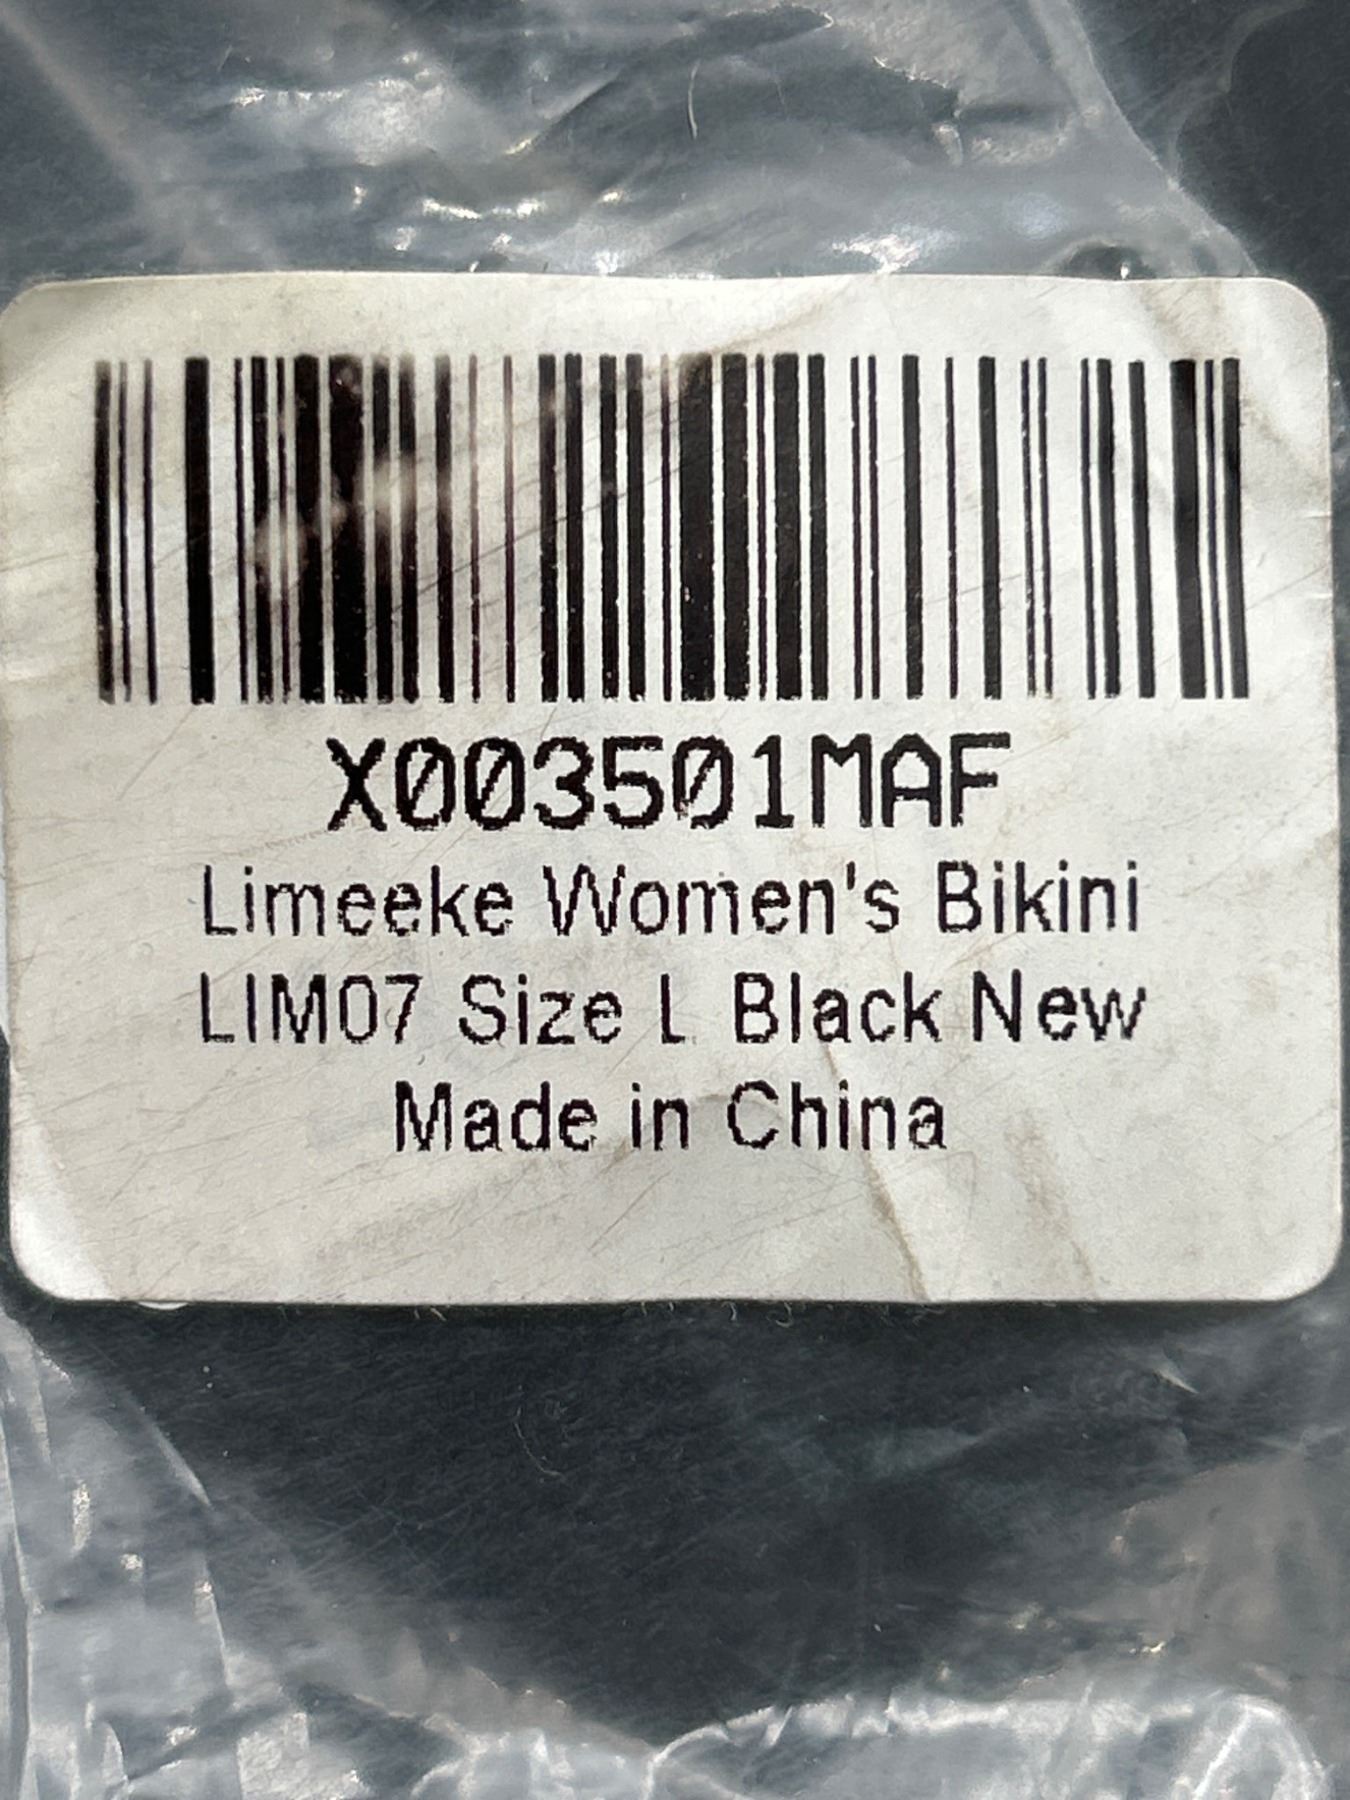 X003501MAF
Limeeke Women's Bikini
LIM07 Size L Black New
Made in China